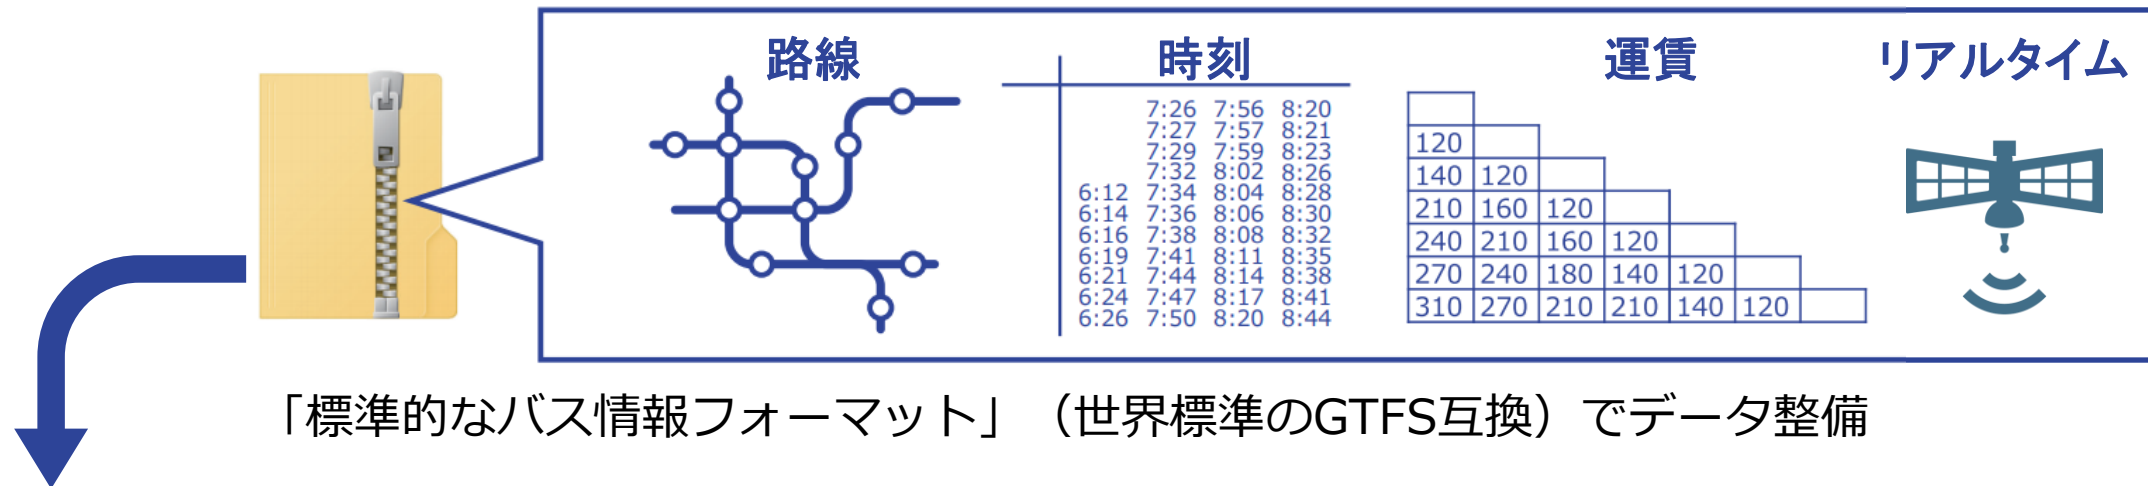 路線 時刻 運賃 リアルタイム
7:26 7:56 8:20
7:27 7:57 8:21
7:29 7:59 8:23
7:32 8:02 8:26
6:12 7:34 8:04 8:28
6:14 7:36 8:06 8:30
6:16 7:38 8:08 8:32
6:19 7:41 8:11 8:35
6:21 7:44 8:14 8:38
6:24 7:47 8:17 8:41
6:26 7:50 8:20 8:44
120
140 120
210 160 120
240 210 160 120
270 240 180 140 120
310 270 210 210 140 120
「標準的なバス情報フォーマット」（世界標準のGTFS互換）でデータ整備